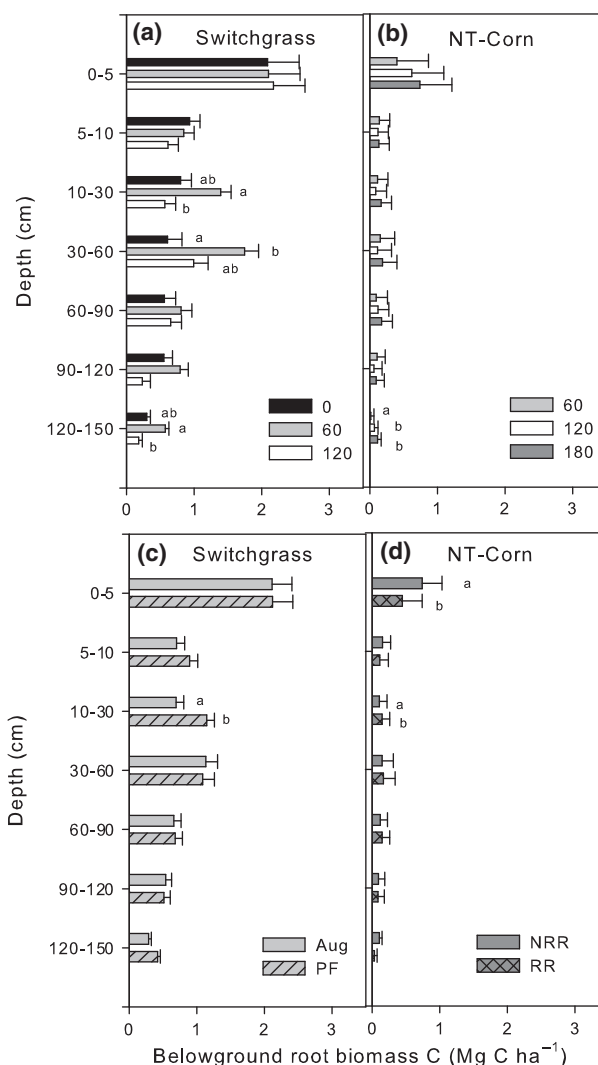 (a) Switchgrass
(b) NT-Corn
Depth (cm)
0-5
5-10
10-30
ab
a
b
30-60
a
b
ab
60-90
90-120
120-150
ab
a
b
a
b
b
0
60
120
60
120
180
0 1 2 3
0 1 2 3
(c) Switchgrass
(d) NT-Corn
Depth (cm)
0-5
a
b
5-10
10-30
a
b
a
b
30-60
60-90
90-120
120-150
Aug
PF
NRR
RR
0 1 2 3
0 1 2 3
Belowground root biomass C (Mg C ha⁻¹)